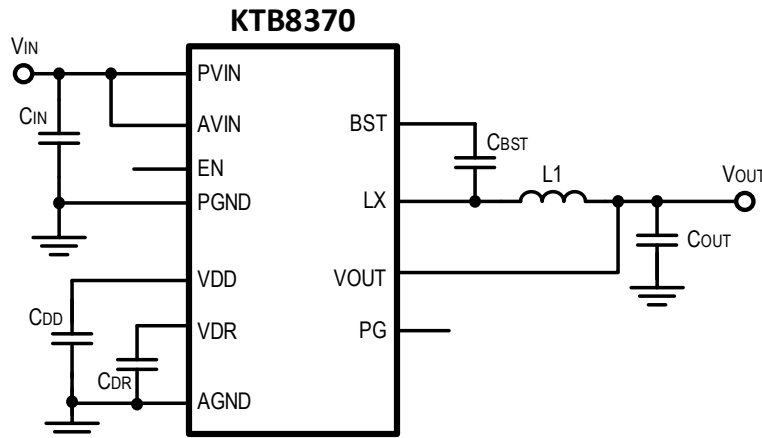 KTB8370
VIN
PVIN
CIN
AVIN
BST
CBST
EN
L1
VOUT
PGND
LX
COUT
VDD
VOUT
CDD
VDR
PG
CDR
AGND